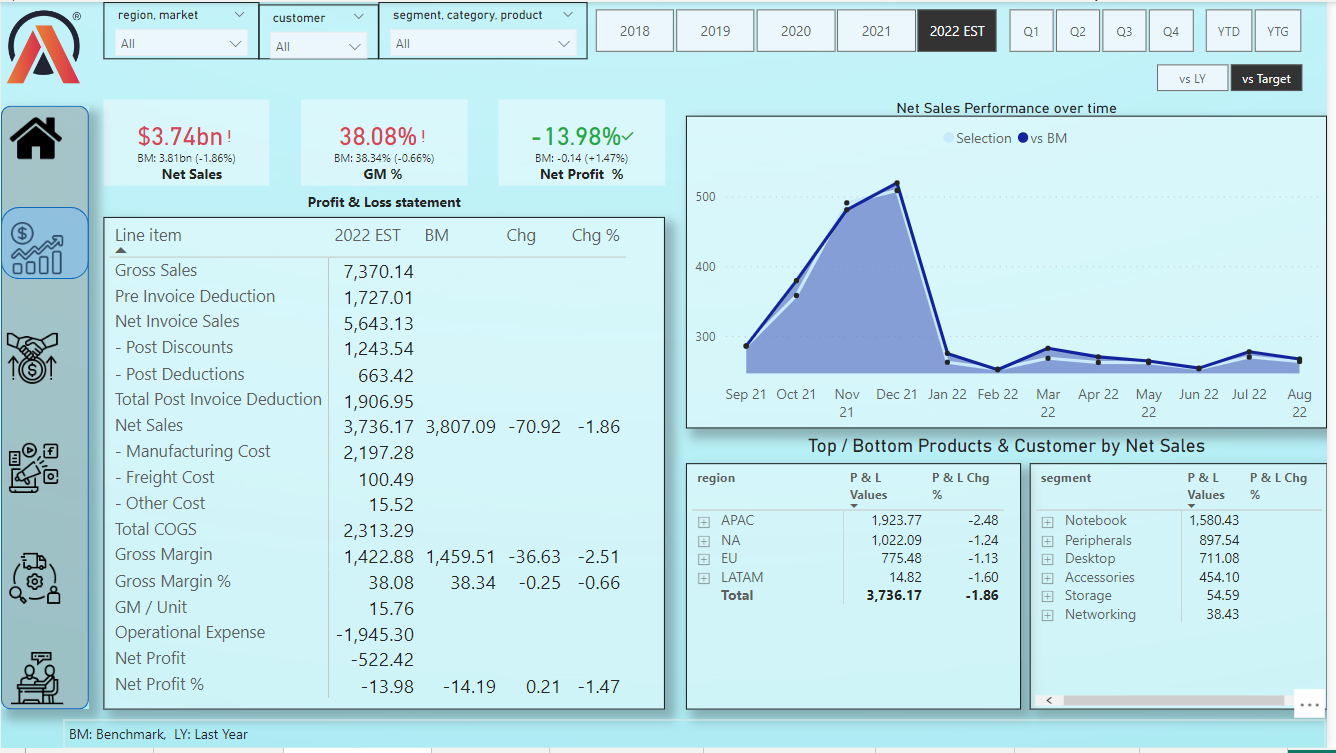 region, market
customer
segment, category, product
All
All
All
2018
2019
2020
2021
2022 EST
Q1
Q2
Q3
Q4
YTD
YTG
vs LY
vs Target
®
$3.74bn !
BM: 3.81bn (-1.86%)
Net Sales
38.08% !
BM: 38.34% (-0.66%)
GM %
-13.98%✓
BM: -0.14 (+1.47%)
Net Profit %
Profit & Loss statement
Line item 2022 EST BM Chg Chg %
Gross Sales 7,370.14
Pre Invoice Deduction 1,727.01
Net Invoice Sales 5,643.13
- Post Discounts 1,243.54
- Post Deductions 663.42
Total Post Invoice Deduction 1,906.95
Net Sales 3,736.17 3,807.09 -70.92 -1.86
- Manufacturing Cost 2,197.28
- Freight Cost 100.49
- Other Cost 15.52
Total COGS 2,313.29
Gross Margin 1,422.88 1,459.51 -36.63 -2.51
Gross Margin % 38.08 38.34 -0.25 -0.66
GM / Unit 15.76
Operational Expense -1,945.30
Net Profit -522.42
Net Profit % -13.98 -14.19 0.21 -1.47
Net Sales Performance over time
Selection vs BM
500
400
300
Sep 21 Oct 21 Nov 21 Dec 21 Jan 22 Feb 22 Mar 22 Apr 22 May 22 Jun 22 Jul 22 Aug 22
Top / Bottom Products & Customer by Net Sales
region P & L Values P & L Chg %
APAC 1,923.77 -2.48
NA 1,022.09 -1.24
EU 775.48 -1.13
LATAM 14.82 -1.60
Total 3,736.17 -1.86
segment P & L Values P & L Chg %
Notebook 1,580.43
Peripherals 897.54
Desktop 711.08
Accessories 454.10
Storage 54.59
Networking 38.43
BM: Benchmark, LY: Last Year